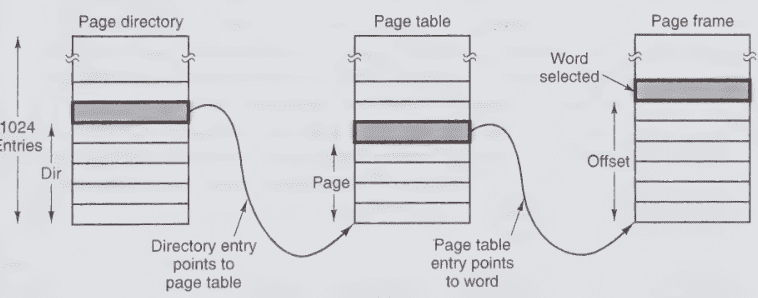 Page directory
Page table
Page frame
Word
selected
1024
Entries
Dir
Page
Offset
Directory entry
points to
page table
Page table
entry points
to word